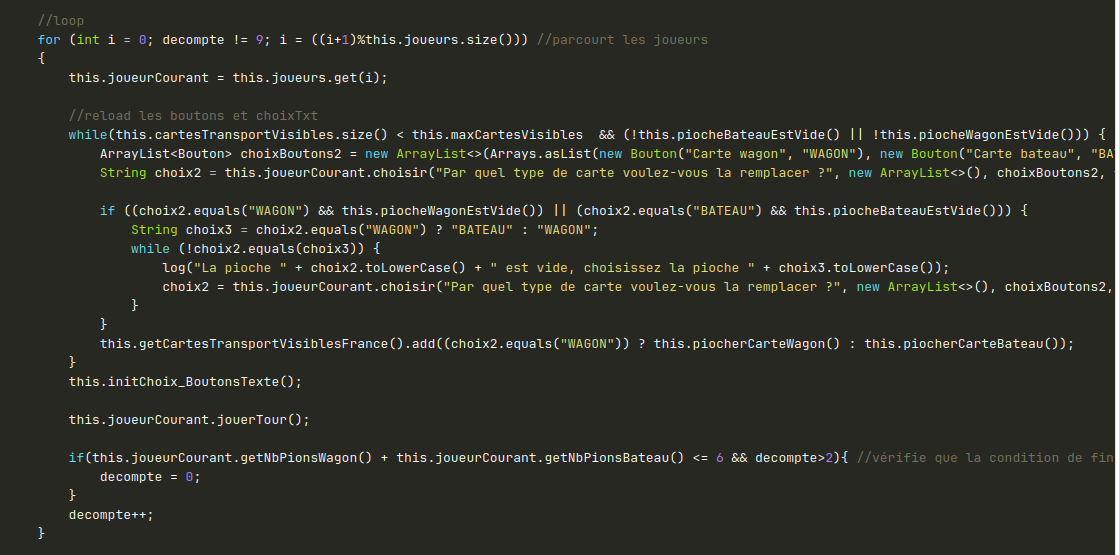 //loop
for (int i = 0; decompte != 9; i = ((i+1)%this.joueurs.size())) //parcourt les joueurs
{
    this.joueurCourant = this.joueurs.get(i);

    //reload les boutons et choixTxt
    while(this.cartesTransportVisibles.size() < this.maxCartesVisibles  && (!this.piocheBateauEstVide() || !this.piocheWagonEstVide())) {
        ArrayList<Bouton> choixBoutons2 = new ArrayList<>(Arrays.asList(new Bouton("Carte wagon", "WAGON"), new Bouton("Carte bateau", "BA
        String choix2 = this.joueurCourant.choisir("Par quel type de carte voulez-vous la remplacer ?", new ArrayList<>(), choixBoutons2,

        if ((choix2.equals("WAGON") && this.piocheWagonEstVide()) || (choix2.equals("BATEAU") && this.piocheBateauEstVide())) {
            String choix3 = choix2.equals("WAGON") ? "BATEAU" : "WAGON";
            while (!choix2.equals(choix3)) {
                log("La pioche " + choix2.toLowerCase() + " est vide, choisissez la pioche " + choix3.toLowerCase());
                choix2 = this.joueurCourant.choisir("Par quel type de carte voulez-vous la remplacer ?", new ArrayList<>(), choixBoutons2,
            }
        }
        this.getCartesTransportVisiblesFrance().add((choix2.equals("WAGON")) ? this.piocherCarteWagon() : this.piocherCarteBateau());
    }
    this.initChoix_BoutonsTexte();

    this.joueurCourant.jouerTour();

    if(this.joueurCourant.getNbPionsWagon() + this.joueurCourant.getNbPionsBateau() <= 6 && decompte>2){ //vérifie que la condition de fin
        decompte = 0;
    }
    decompte++;
}